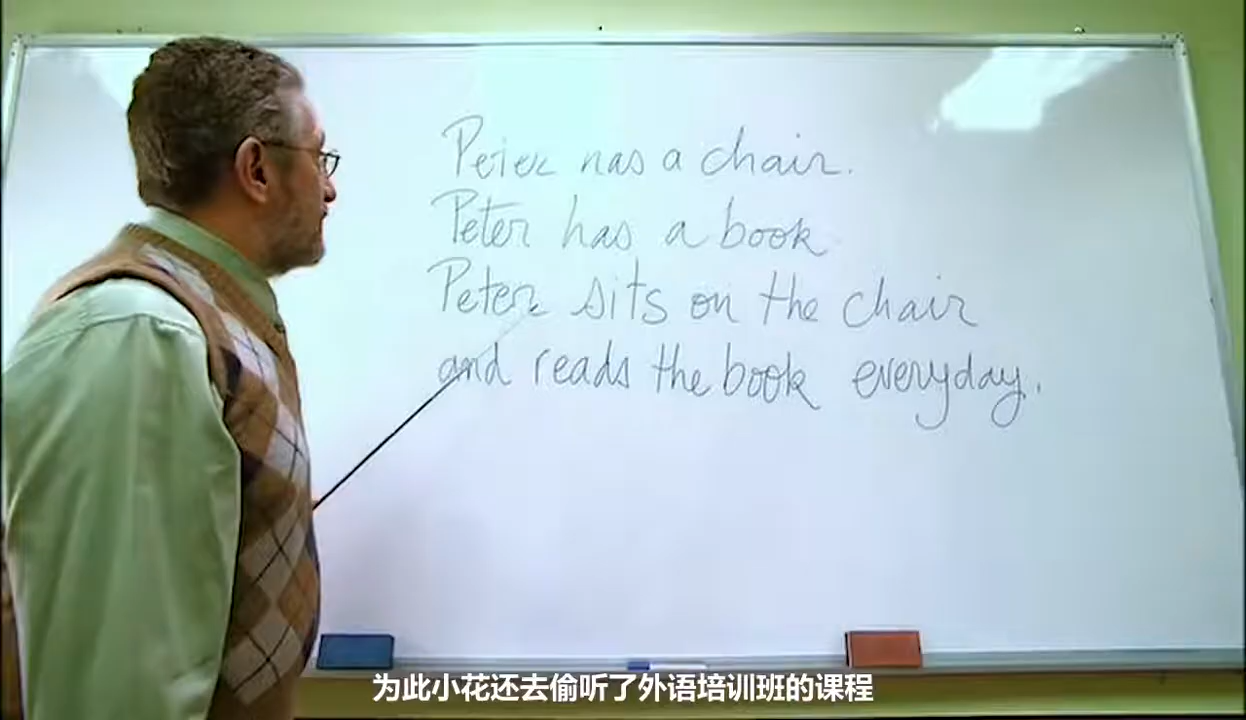 Peter has a chair.
Peter has a book
Peter sits on the chair
and reads the book everyday.
为此小花还去偷听了外语培训班的课程